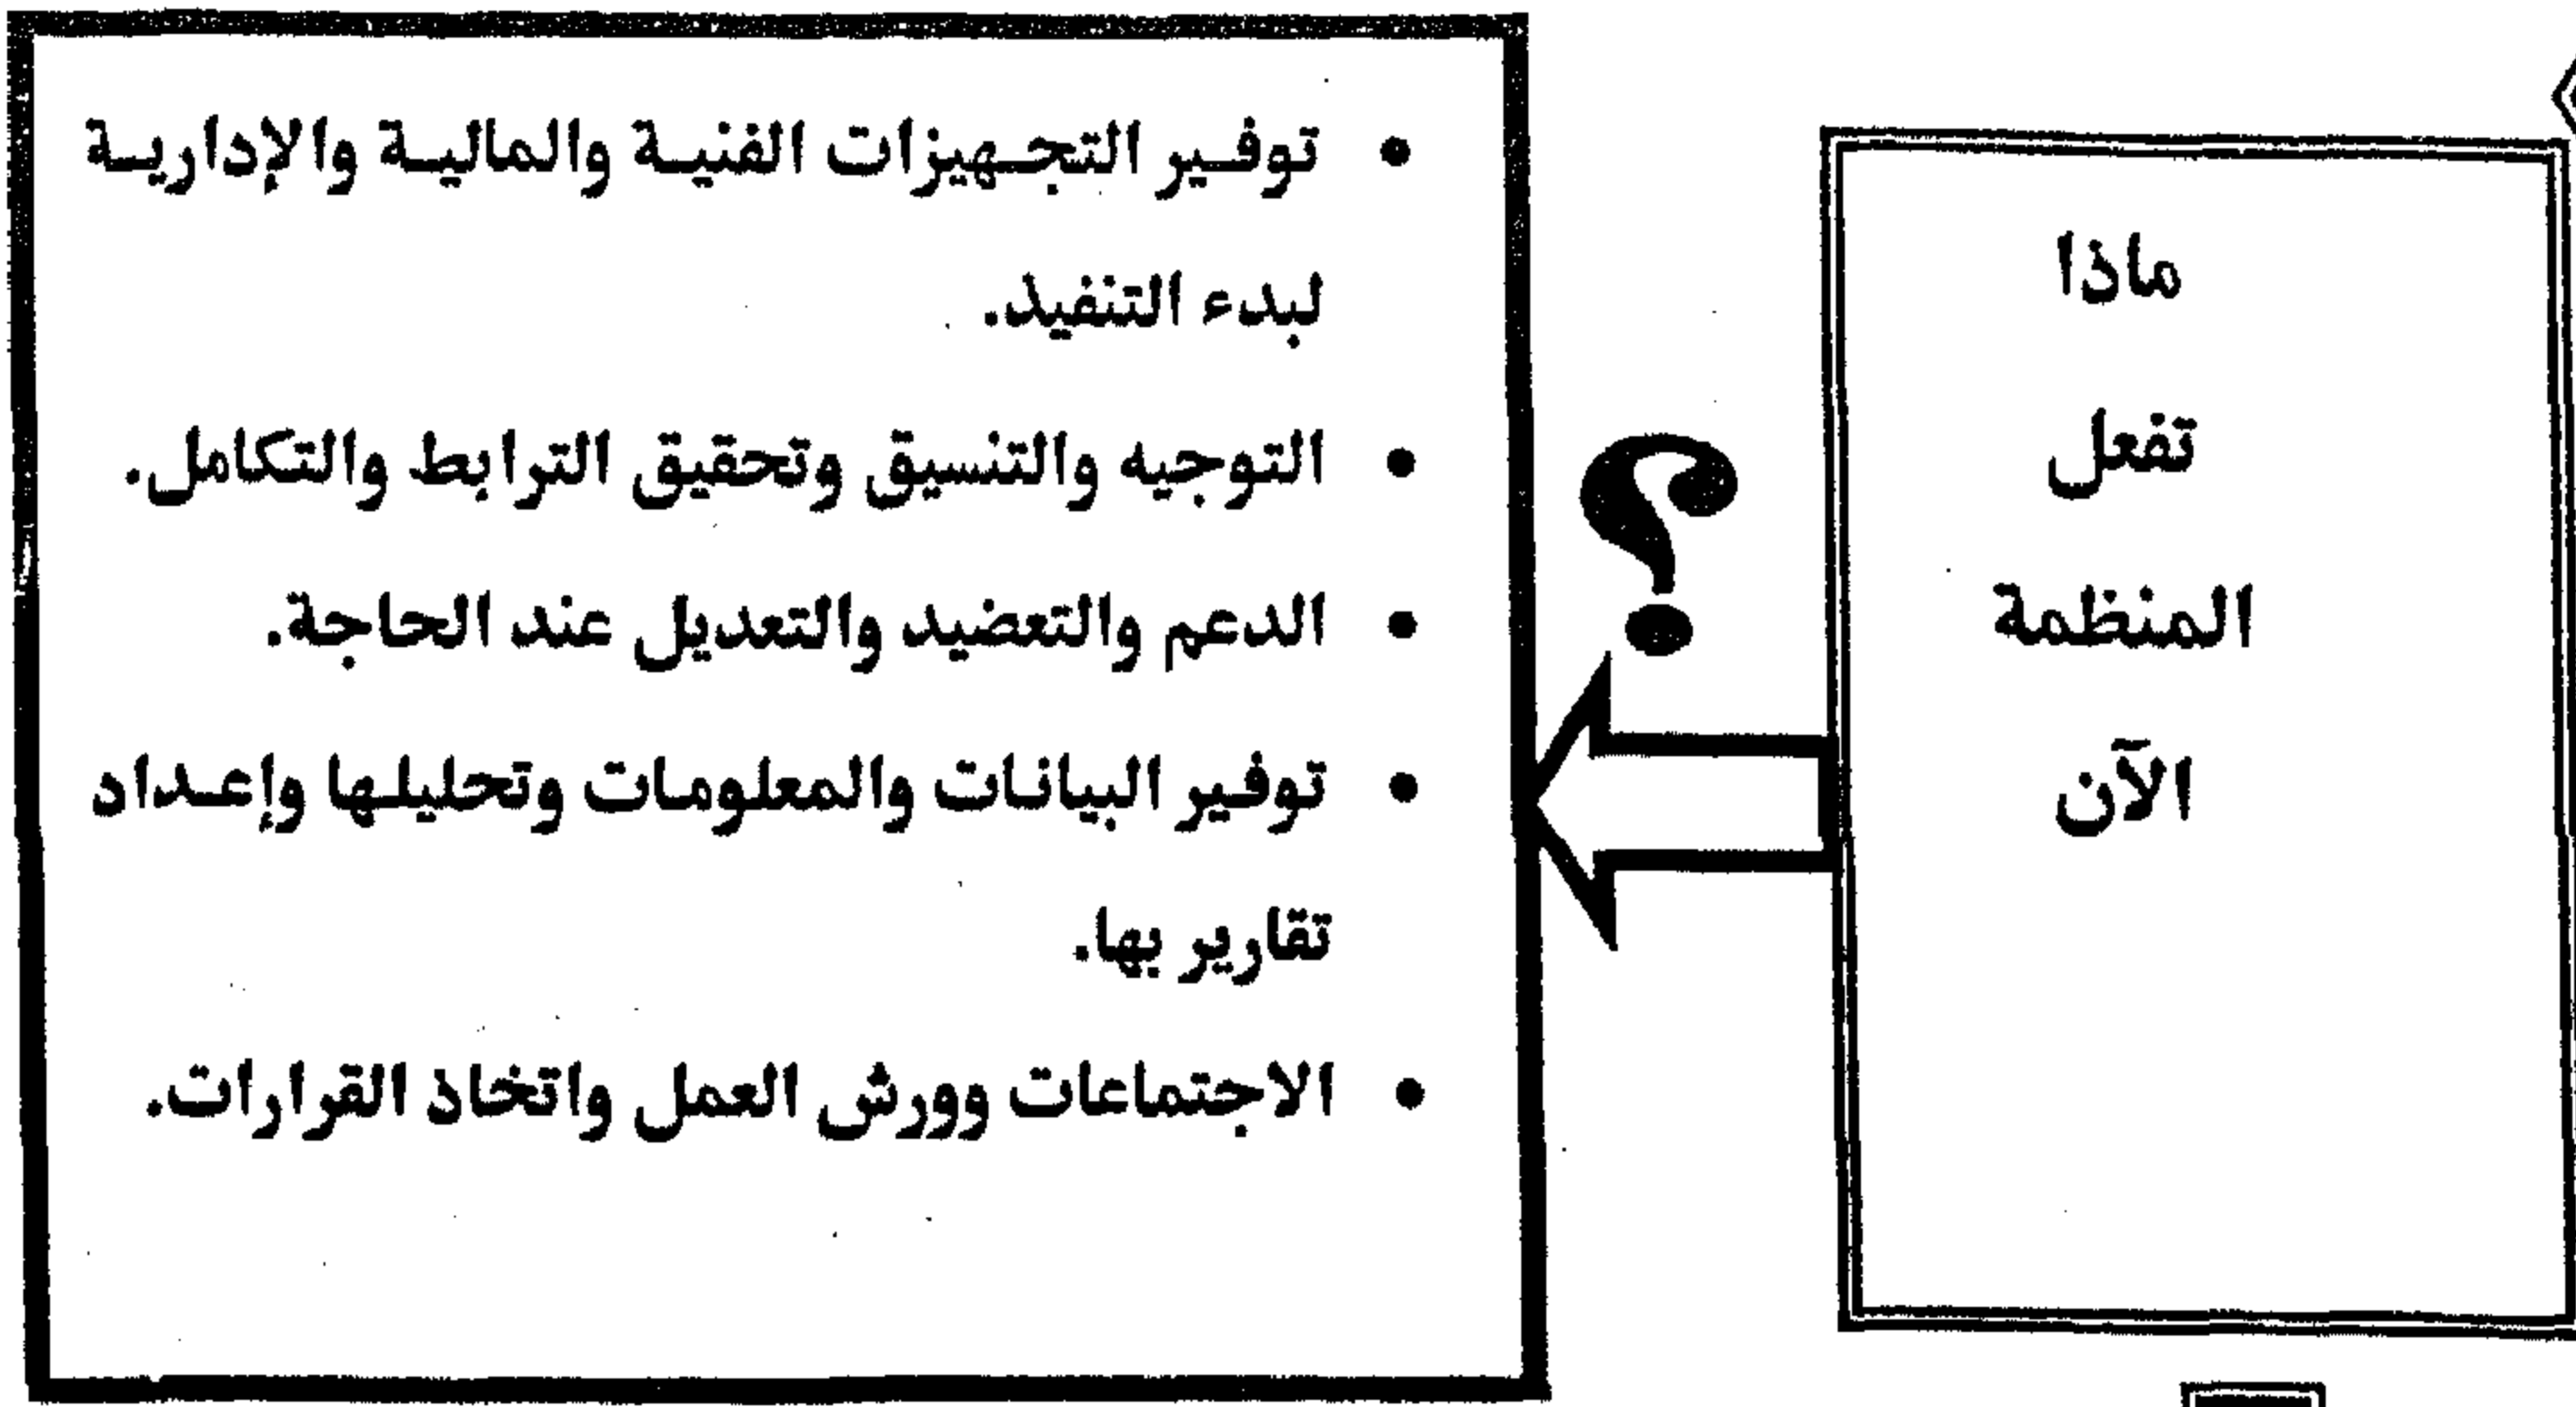 ماذا
تفعل
المنظمة
الآن
؟
• توفير التجهيزات الفنية والمالية والإدارية
لبدء التنفيذ.
• التوجيه والتنسيق وتحقيق الترابط والتكامل.
• الدعم والتعضيد والتعديل عند الحاجة.
• توفير البيانات والمعلومات وتحليلها وإعداد
تقارير بها.
• الاجتماعات وورش العمل واتخاذ القرارات.